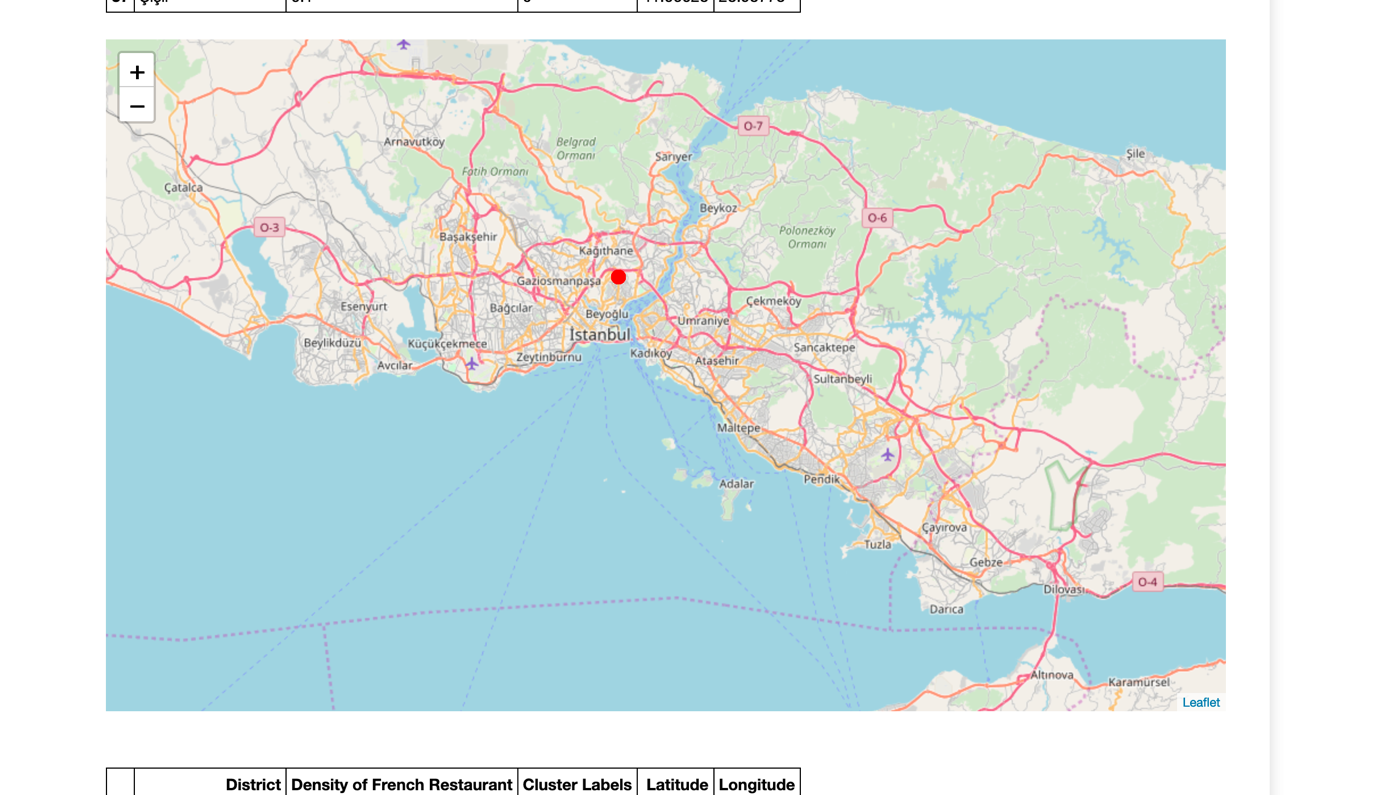 +
−
Arnavutköy
Belgrad
Ormanı
O-7
Sarıyer
Şile
Fatih Ormanı
Çatalca
Beykoz
O-6
O-3
Polonezköy
Ormanı
Başakşehir
Kağıthane
Gaziosmanpaşa
Çekmeköy
Esenyurt
Bağcılar
Beyoğlu
Ümraniye
İstanbul
Beylikdüzü
Küçükçekmece
Sancaktepe
Zeytinburnu
Kadıköy
Ataşehir
Avcılar
Sultanbeyli
Maltepe
Pendik
Adalar
Çayırova
Tuzla
Gebze
Dilovası
O-4
Darıca
Altınova
Karamürsel
Leaflet
District Density of French Restaurant Cluster Labels Latitude Longitude